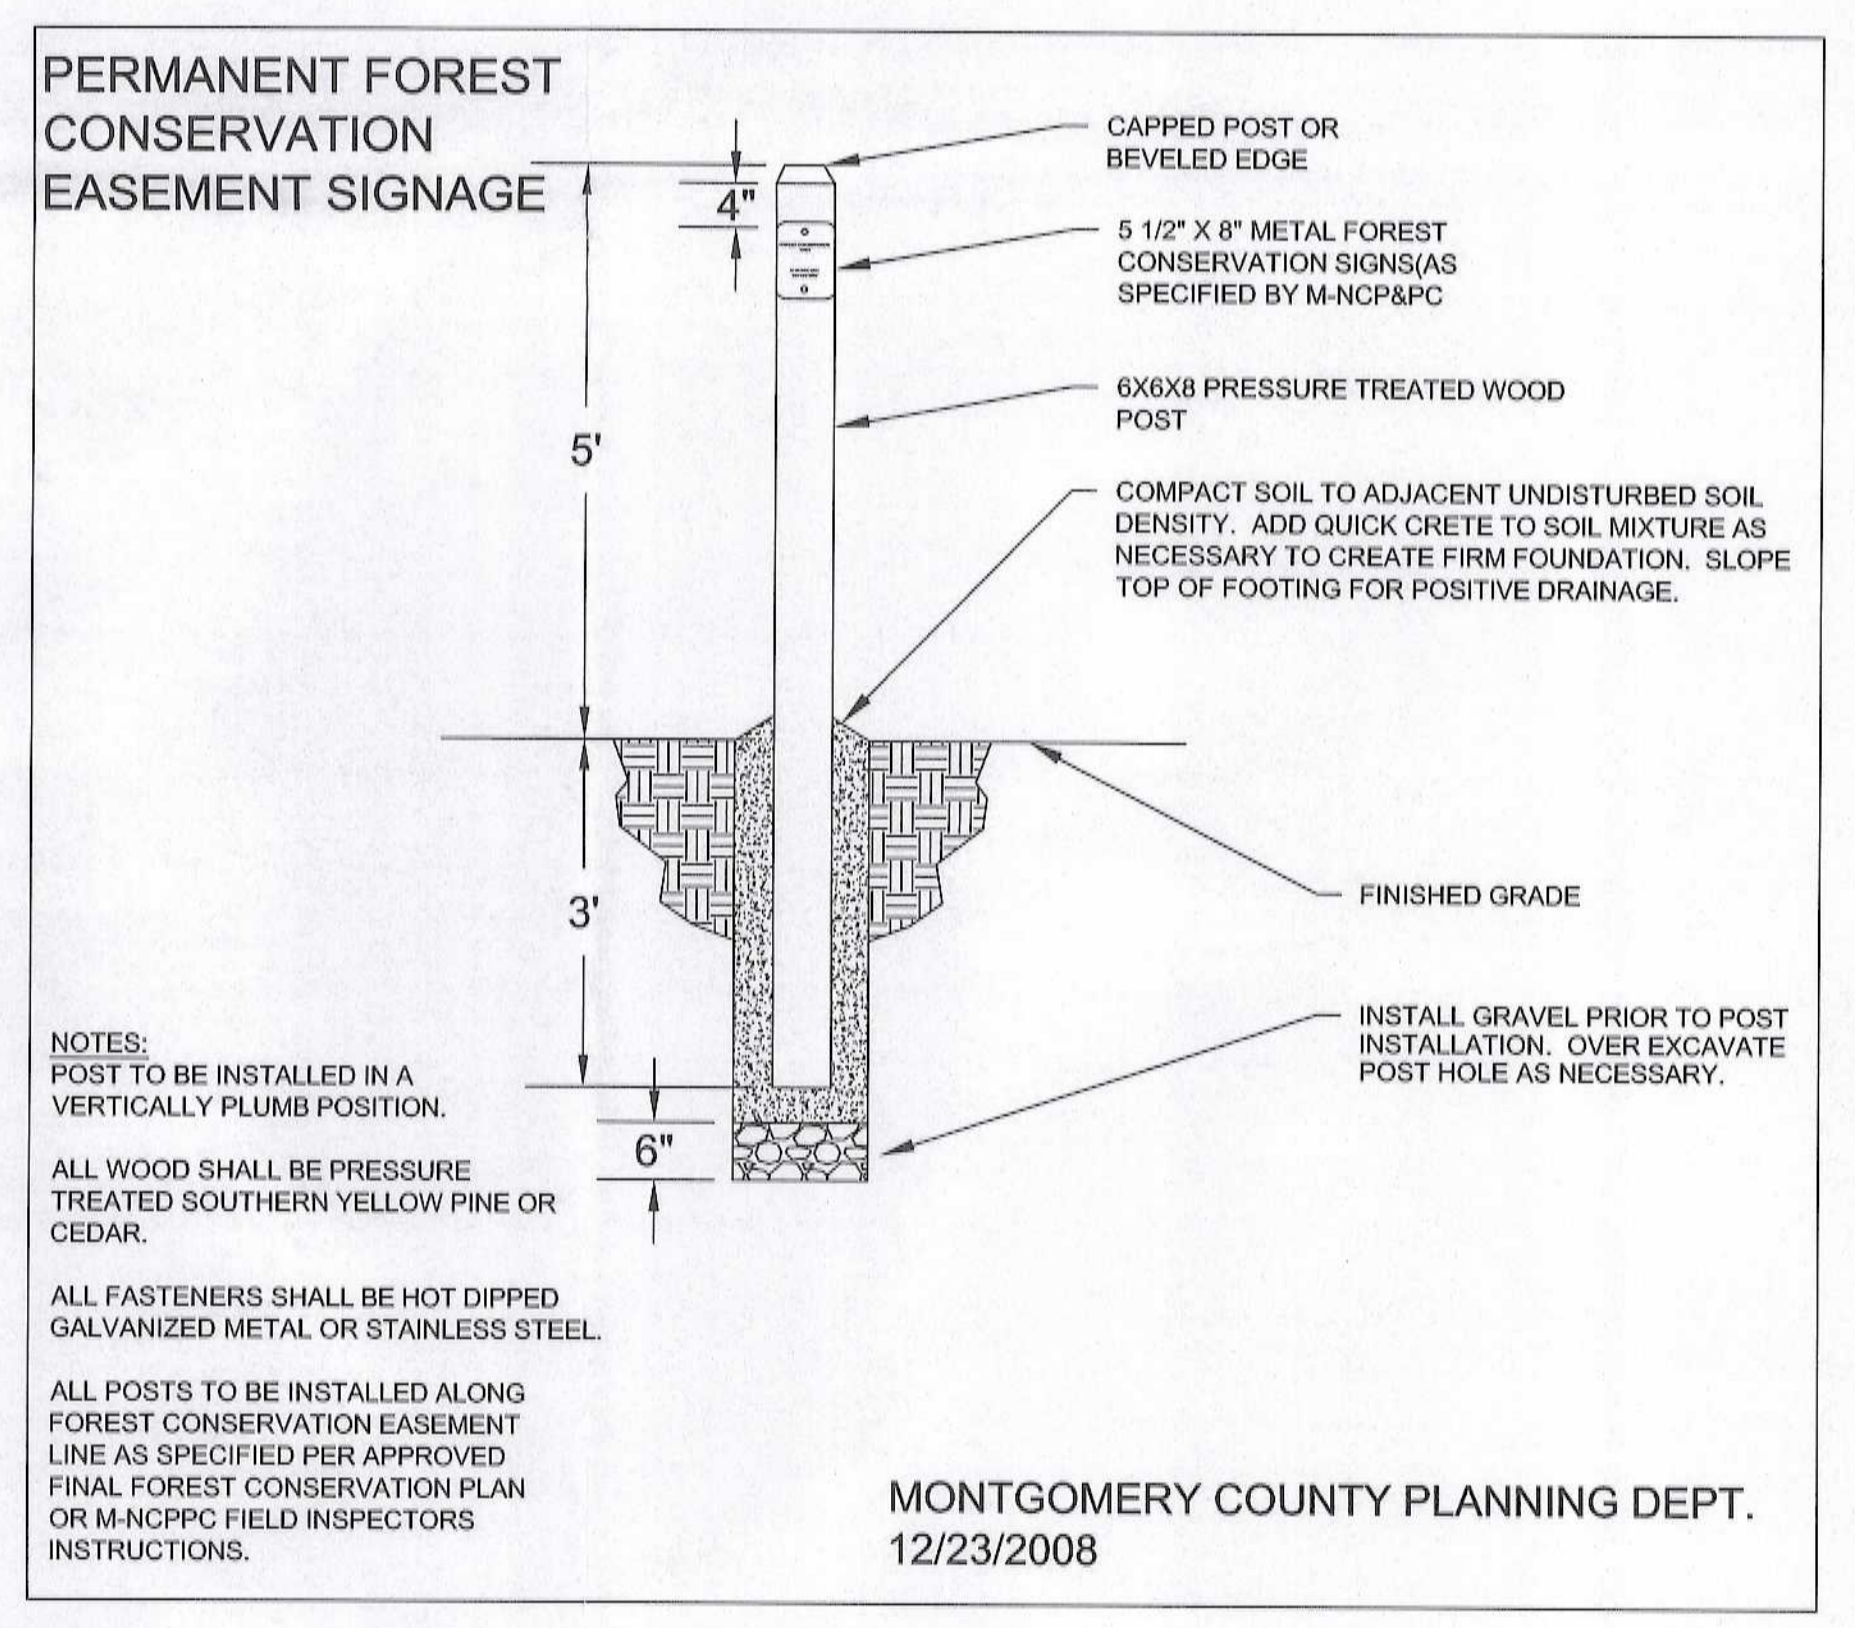 PERMANENT FOREST
CONSERVATION
EASEMENT SIGNAGE
CAPPED POST OR
BEVELED EDGE
4"
5 1/2" X 8" METAL FOREST
CONSERVATION SIGNS(AS
SPECIFIED BY M-NCP&PC
6X6X8 PRESSURE TREATED WOOD
POST
5'
COMPACT SOIL TO ADJACENT UNDISTURBED SOIL
DENSITY. ADD QUICK CRETE TO SOIL MIXTURE AS
NECESSARY TO CREATE FIRM FOUNDATION. SLOPE
TOP OF FOOTING FOR POSITIVE DRAINAGE.
3'
FINISHED GRADE
INSTALL GRAVEL PRIOR TO POST
INSTALLATION. OVER EXCAVATE
POST HOLE AS NECESSARY.
6"
NOTES:
POST TO BE INSTALLED IN A
VERTICALLY PLUMB POSITION.
ALL WOOD SHALL BE PRESSURE
TREATED SOUTHERN YELLOW PINE OR
CEDAR.
ALL FASTENERS SHALL BE HOT DIPPED
GALVANIZED METAL OR STAINLESS STEEL.
ALL POSTS TO BE INSTALLED ALONG
FOREST CONSERVATION EASEMENT
LINE AS SPECIFIED PER APPROVED
FINAL FOREST CONSERVATION PLAN
OR M-NCPPC FIELD INSPECTORS
INSTRUCTIONS.
MONTGOMERY COUNTY PLANNING DEPT.
12/23/2008